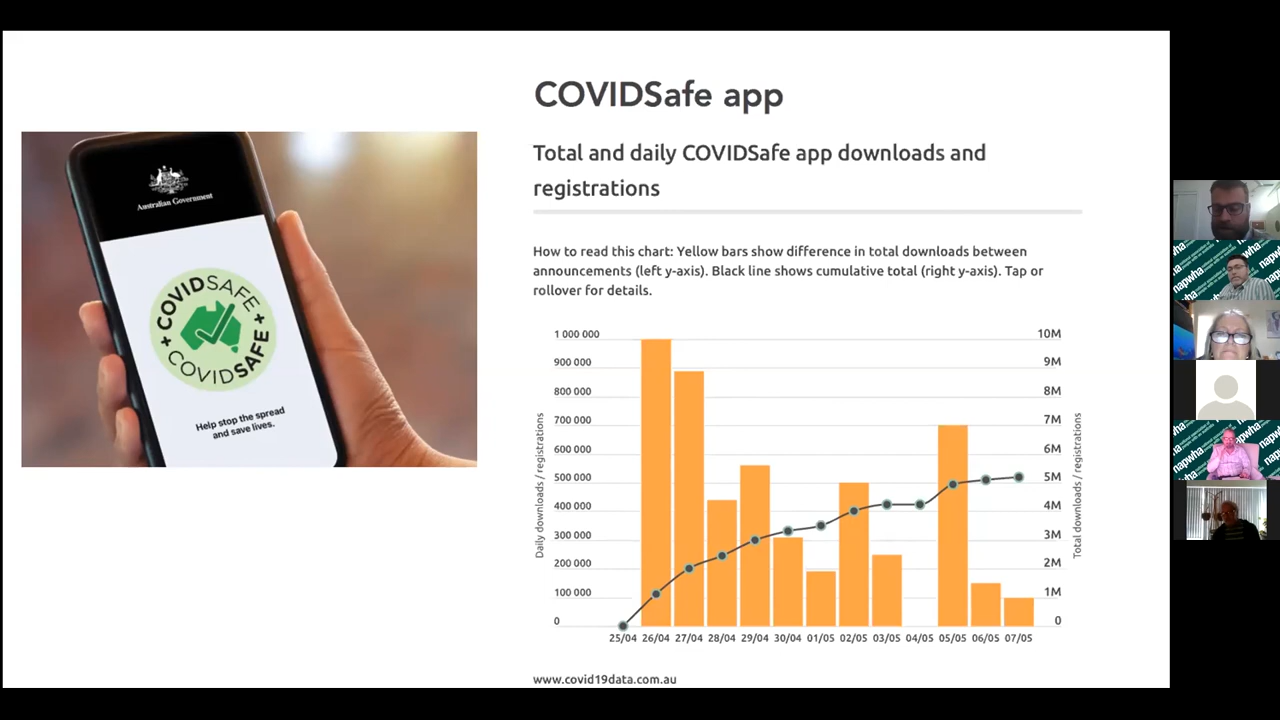 COVIDSafe app
Total and daily COVIDSafe app downloads and
registrations
How to read this chart: Yellow bars show difference in total downloads between
announcements (left y-axis). Black line shows cumulative total (right y-axis). Tap or
rollover for details.
Australian Government
COVIDSAFE
COVIDSAFE
Help stop the spread
and save lives.
1 000 000
900 000
800 000
700 000
600 000
500 000
400 000
300 000
200 000
100 000
0
Daily downloads / registrations
10M
9M
8M
7M
6M
5M
4M
3M
2M
1M
0
Total downloads / registrations
25/04 26/04 27/04 28/04 29/04 30/04 01/05 02/05 03/05 04/05 05/05 06/05 07/05
www.covid19data.com.au
napwha
napwha
napwha
napwha